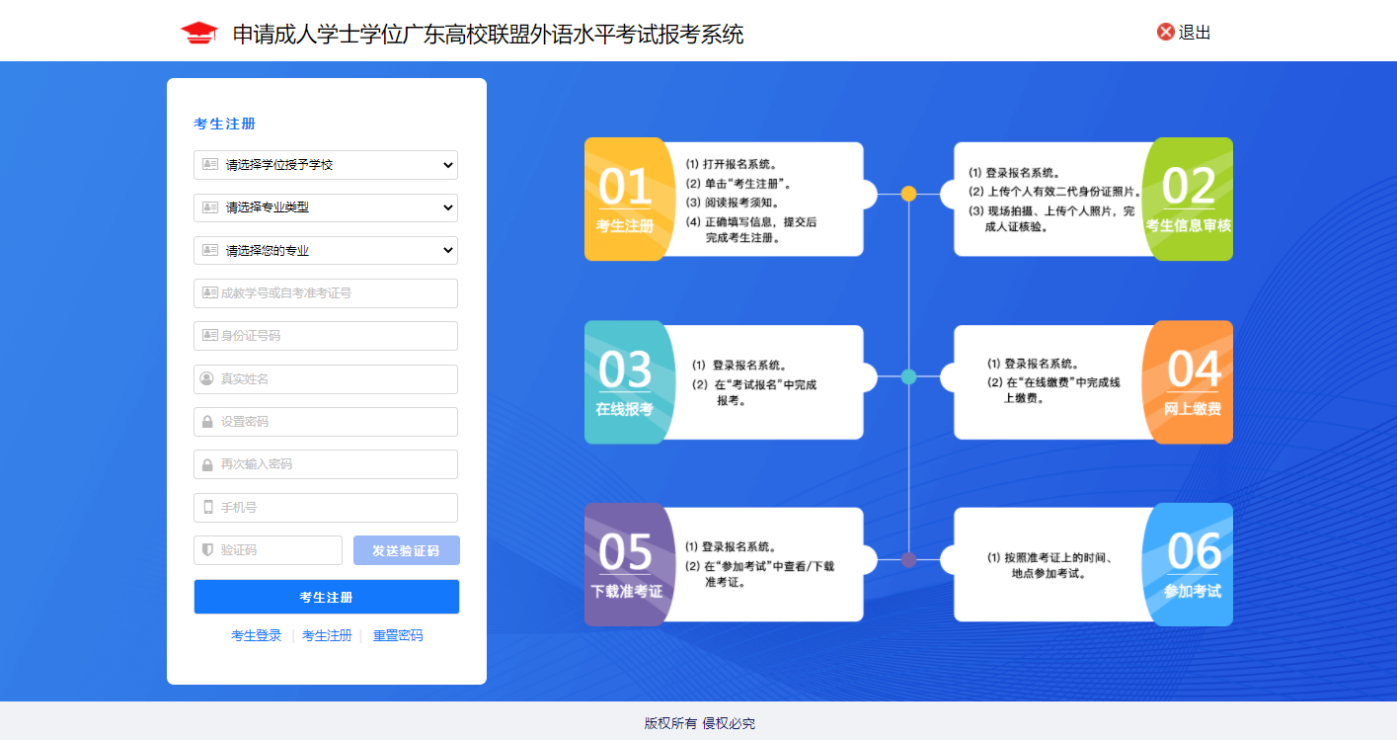 申请成人学士学位广东高校联盟外语水平考试报考系统
退出
考生注册
请选择学位授予学校
请选择专业类型
请选择您的专业
成教学号或自考准考证号
身份证号码
真实姓名
设置密码
再次输入密码
手机号
验证码
发送验证码
考生注册
考生登录 | 考生注册 | 重置密码
01
考生注册
(1) 打开报名系统。
(2) 单击“考生注册”。
(3) 阅读报考须知。
(4) 正确填写信息，提交后
完成考生注册。
(1) 登录报名系统。
(2) 上传个人有效二代身份证照片。
(3) 现场拍摄、上传个人照片，完
成人证核验。
02
考生信息审核
03
在线报考
(1) 登录报名系统。
(2) 在“考试报名”中完成
报考。
(1) 登录报名系统。
(2) 在“在线缴费”中完成线
上缴费。
04
网上缴费
05
下载准考证
(1) 登录报名系统。
(2) 在“参加考试”中查看/下载
准考证。
(1) 按照准考证上的时间、
地点参加考试。
06
参加考试
版权所有 侵权必究